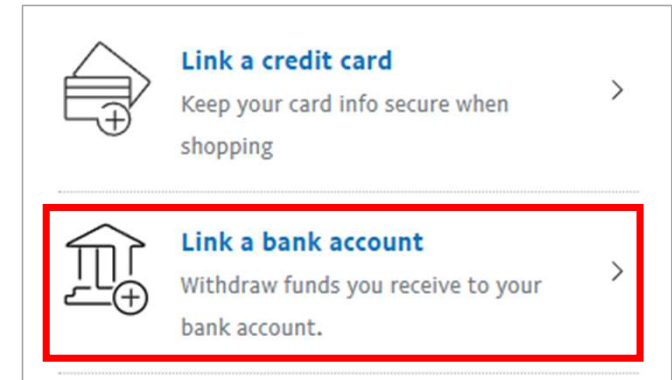 Link a credit card
Keep your card info secure when
shopping
Link a bank account
Withdraw funds you receive to your
bank account.